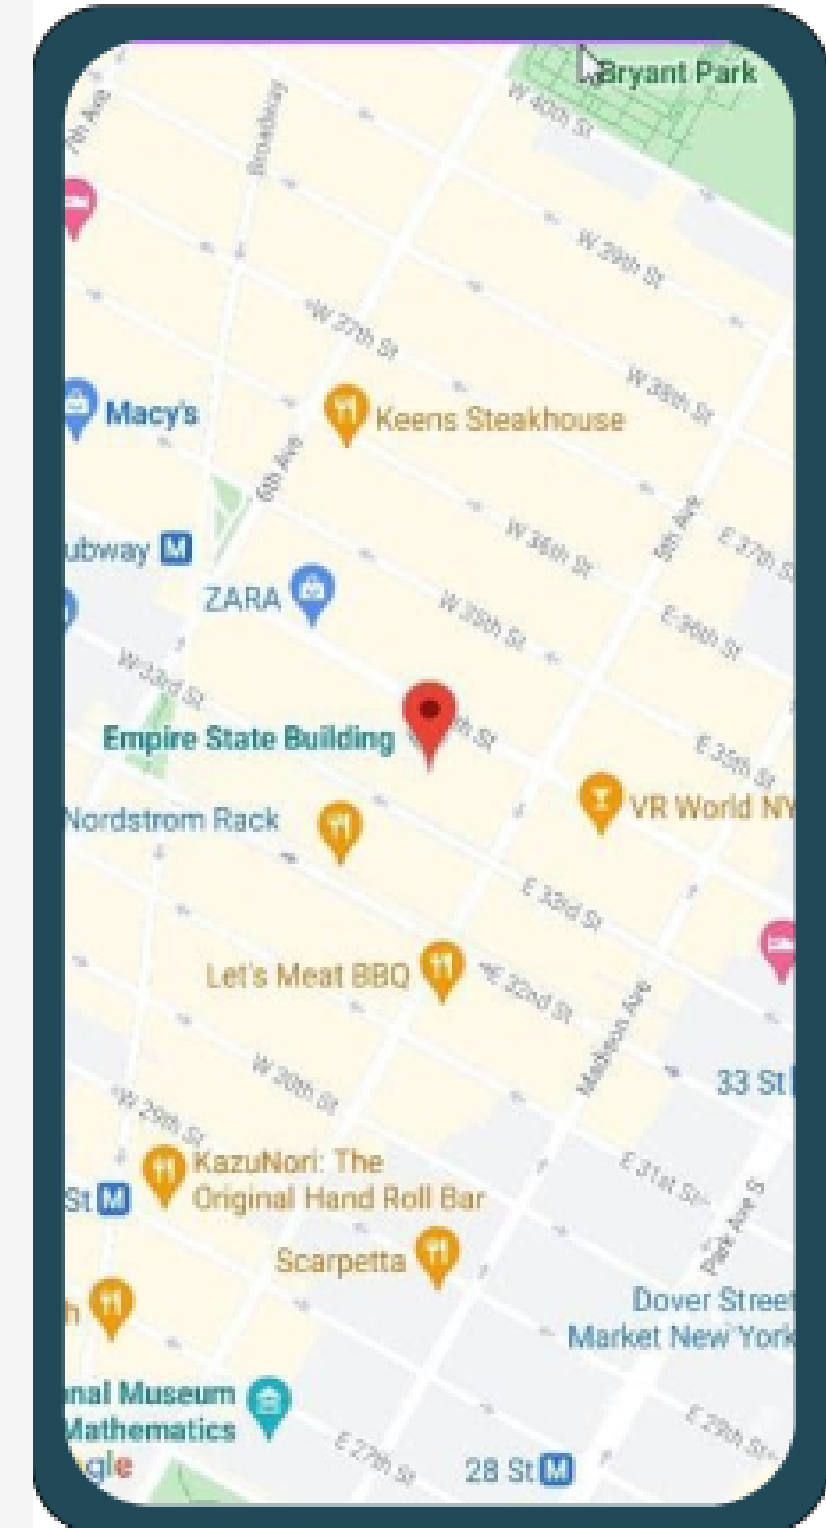 Bryant Park
W 40th St
7th Ave
Broadway
W 39th St
W 37th St
W 38th St
Macy's
Keens Steakhouse
6th Ave
5th Ave
E 37th S
ubway M
W 36th St
ZARA
W 35th St
E 36th St
W 33rd St
Empire State Building
th St
E 35th St
Nordstrom Rack
VR World NY
E 33rd St
Let's Meat BBQ
E 32nd St
Madison Ave
33 St
W 30th St
W 29th St
KazuNori: The
Original Hand Roll Bar
E 31st St
St M
Park Ave S
Scarpetta
h
Dover Street
Market New York
nal Museum
Mathematics
E 29th St
gle
E 27th St
28 St M